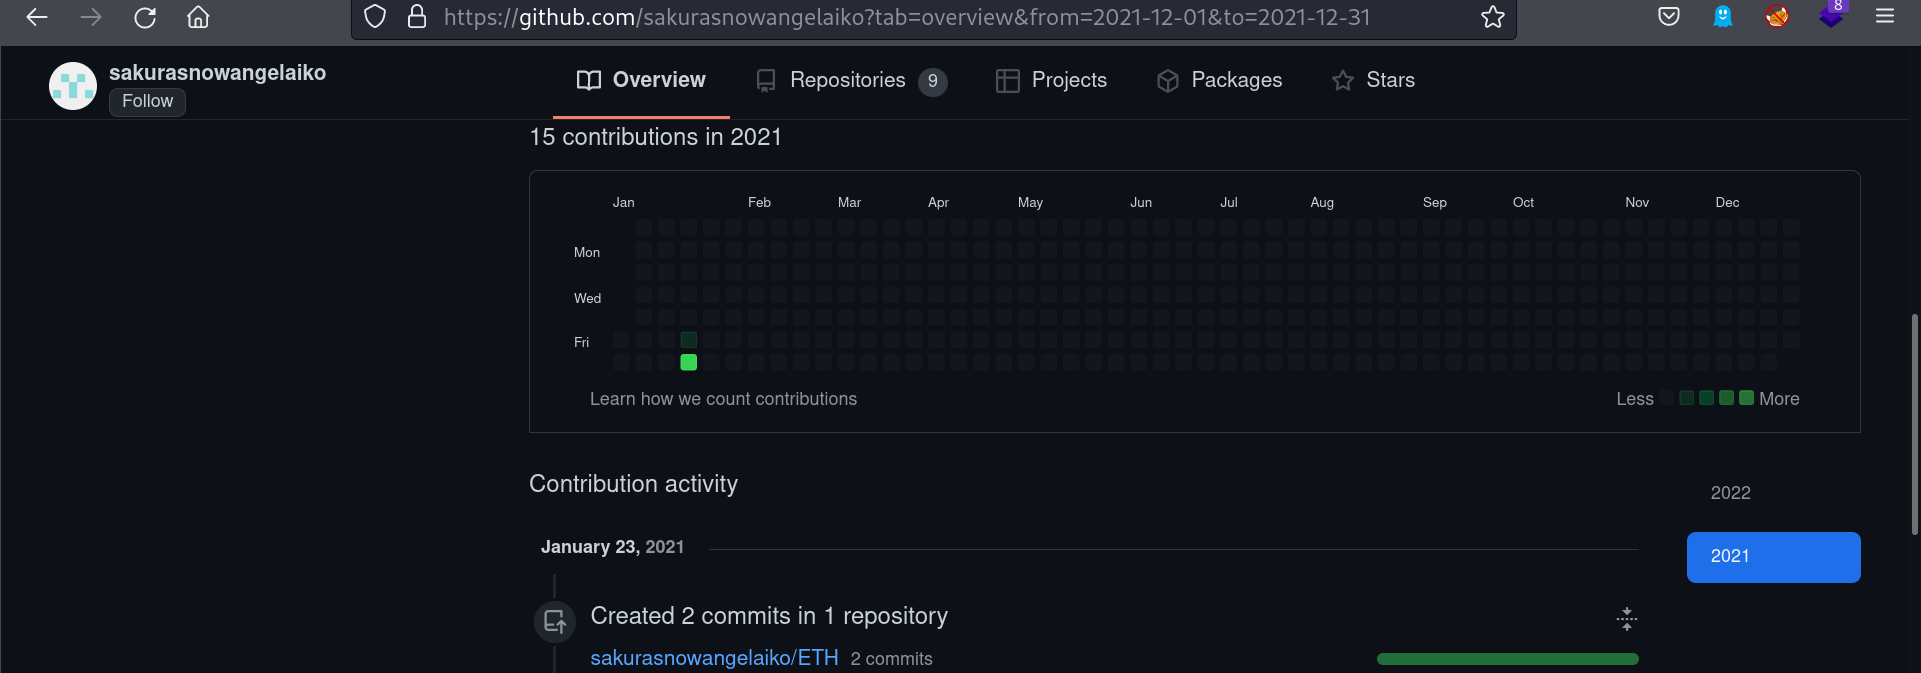 https://github.com/sakurasnowangelaiko?tab=overview&from=2021-12-01&to=2021-12-31
8
sakurasnowangelaiko
Follow
Overview
Repositories 9
Projects
Packages
Stars
15 contributions in 2021
Jan Feb Mar Apr May Jun Jul Aug Sep Oct Nov Dec
Mon
Wed
Fri
Learn how we count contributions
Less More
Contribution activity
2022
2021
January 23, 2021
Created 2 commits in 1 repository
sakurasnowangelaiko/ETH 2 commits